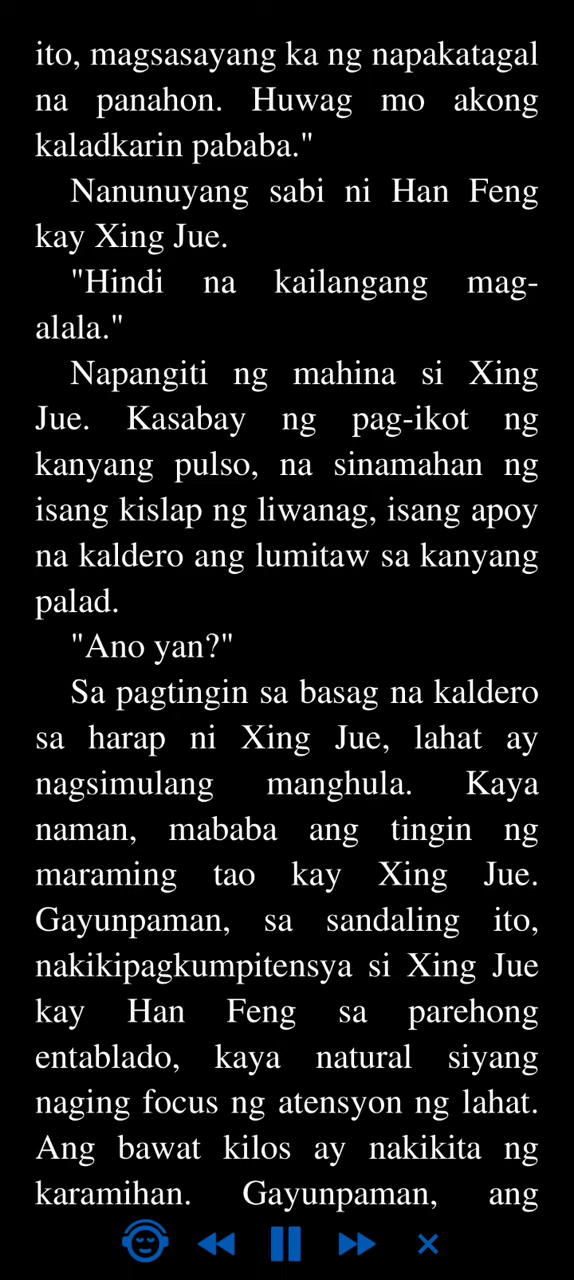 ito, magsasayang ka ng napakatagal
na panahon. Huwag mo akong
kaladkarin pababa."
Nanunuyang sabi ni Han Feng
kay Xing Jue.
"Hindi na kailangang mag-
alala."
Napangiti ng mahina si Xing
Jue. Kasabay ng pag-ikot ng
kanyang pulso, na sinamahan ng
isang kislap ng liwanag, isang apoy
na kaldero ang lumitaw sa kanyang
palad.
"Ano yan?"
Sa pagtingin sa basag na kaldero
sa harap ni Xing Jue, lahat ay
nagsimulang manghula. Kaya
naman, mababa ang tingin ng
maraming tao kay Xing Jue.
Gayunpaman, sa sandaling ito,
nakikipagkumpitensya si Xing Jue
kay Han Feng sa parehong
entablado, kaya natural siyang
naging focus ng atensyon ng lahat.
Ang bawat kilos ay nakikita ng
karamihan. Gayunpaman, ang